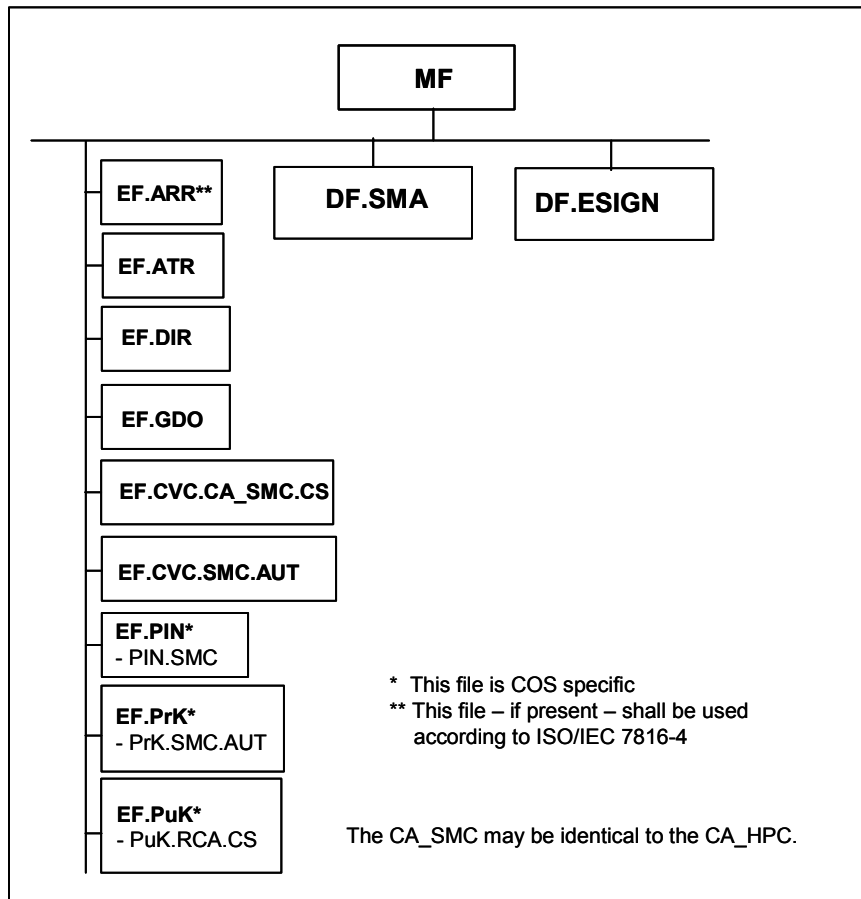 MF
DF.SMA
DF.ESIGN
EF.ARR**
EF.ATR
EF.DIR
EF.GDO
EF.CVC.CA_SMC.CS
EF.CVC.SMC.AUT
EF.PIN*
- PIN.SMC
EF.PrK*
- PrK.SMC.AUT
EF.PuK*
- PuK.RCA.CS
* This file is COS specific
** This file – if present – shall be used
according to ISO/IEC 7816-4
The CA_SMC may be identical to the CA_HPC.